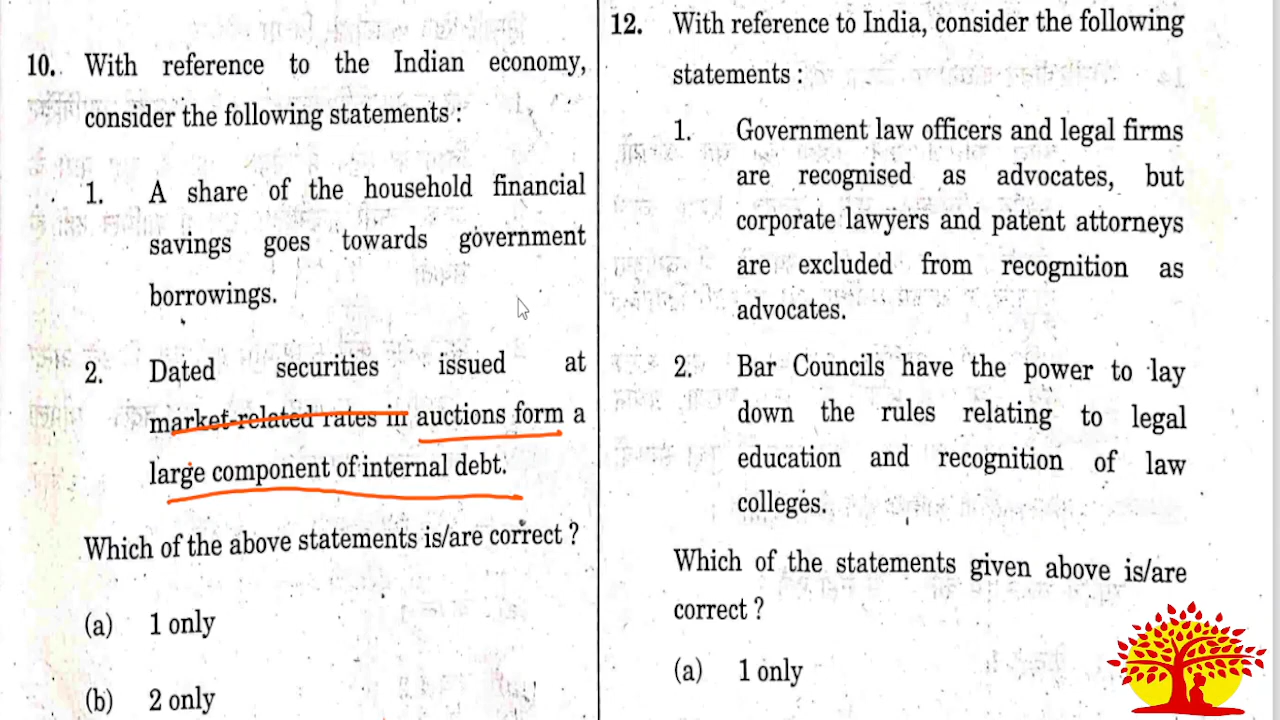 10. With reference to the Indian economy,
consider the following statements :
1. A share of the household financial
savings goes towards government
borrowings.
2. Dated securities issued at
market-related rates in auctions form a
large component of internal debt.
Which of the above statements is/are correct ?
(a) 1 only
(b) 2 only
12. With reference to India, consider the following
statements :
1. Government law officers and legal firms
are recognised as advocates, but
corporate lawyers and patent attorneys
are excluded from recognition as
advocates.
2. Bar Councils have the power to lay
down the rules relating to legal
education and recognition of law
colleges.
Which of the statements given above is/are
correct ?
(a) 1 only